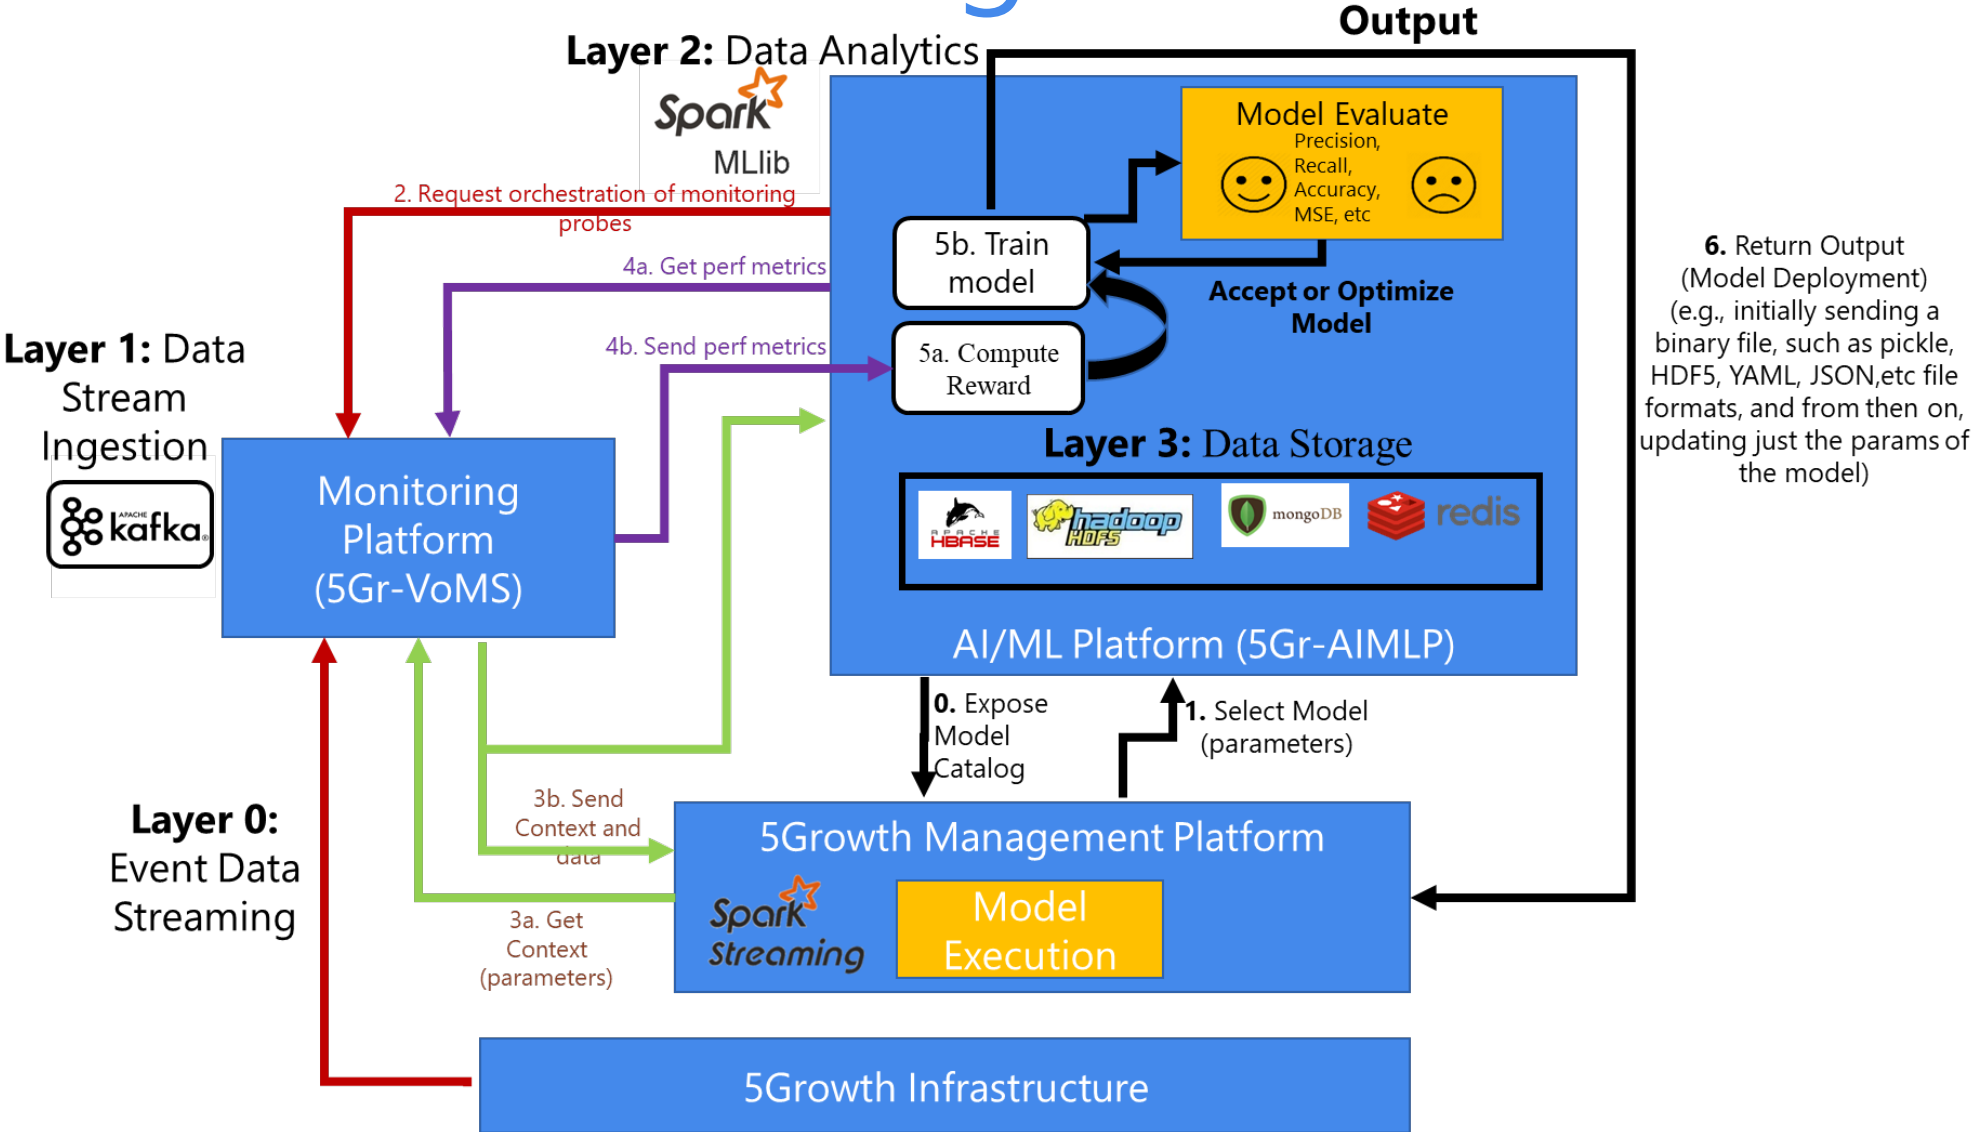 Output
Layer 2: Data Analytics
Spark
MLlib
Model Evaluate
Precision,
Recall,
Accuracy,
MSE, etc
2. Request orchestration of monitoring
probes
5b. Train
model
4a. Get perf metrics
Accept or Optimize
Model
6. Return Output
(Model Deployment)
(e.g., initially sending a
binary file, such as pickle,
HDF5, YAML, JSON,etc file
formats, and from then on,
updating just the params of
the model)
4b. Send perf metrics
5a. Compute
Reward
Layer 1: Data
Stream
Ingestion
APACHE
kafka®
Monitoring
Platform
(5Gr-VoMS)
Layer 3: Data Storage
APACHE
HBASE
hadoop
HDFS
mongoDB
redis
AI/ML Platform (5Gr-AIMLP)
0. Expose
Model
Catalog
1. Select Model
(parameters)
3b. Send
Context and
data
Layer 0:
Event Data
Streaming
5Growth Management Platform
Spark
Streaming
Model
Execution
3a. Get
Context
(parameters)
5Growth Infrastructure